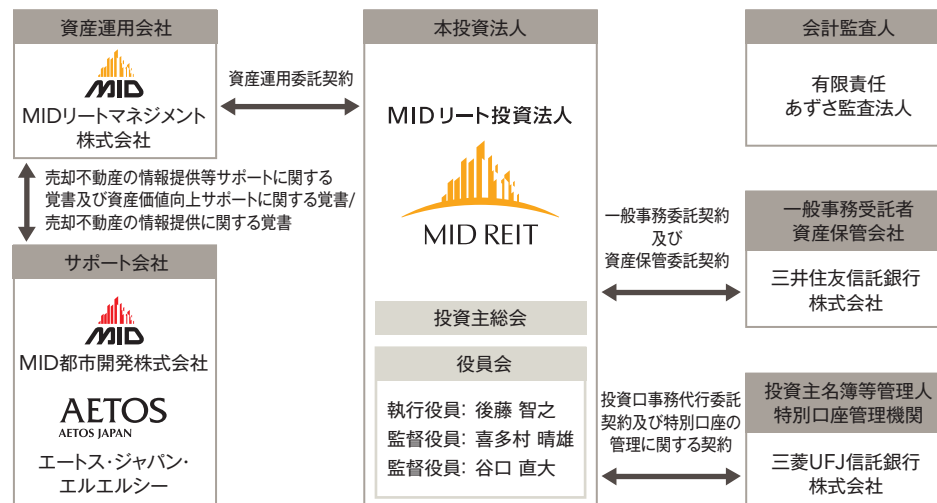 資産運用会社
MID
MIDリートマネジメント
株式会社
資産運用委託契約
売却不動産の情報提供等サポートに関する
覚書及び資産価値向上サポートに関する覚書/
売却不動産の情報提供に関する覚書
サポート会社
MID
MID都市開発株式会社
AETOS
AETOS JAPAN
エートス・ジャパン・
エルエルシー
本投資法人
MIDリート投資法人
MID REIT
投資主総会
役員会
執行役員: 後藤 智之
監督役員: 喜多村 晴雄
監督役員: 谷口 直大
会計監査人
有限責任
あずさ監査法人
一般事務委託契約
及び
資産保管委託契約
一般事務受託者
資産保管会社
三井住友信託銀行
株式会社
投資口事務代行委託
契約及び特別口座の
管理に関する契約
投資主名簿等管理人
特別口座管理機関
三菱UFJ信託銀行
株式会社